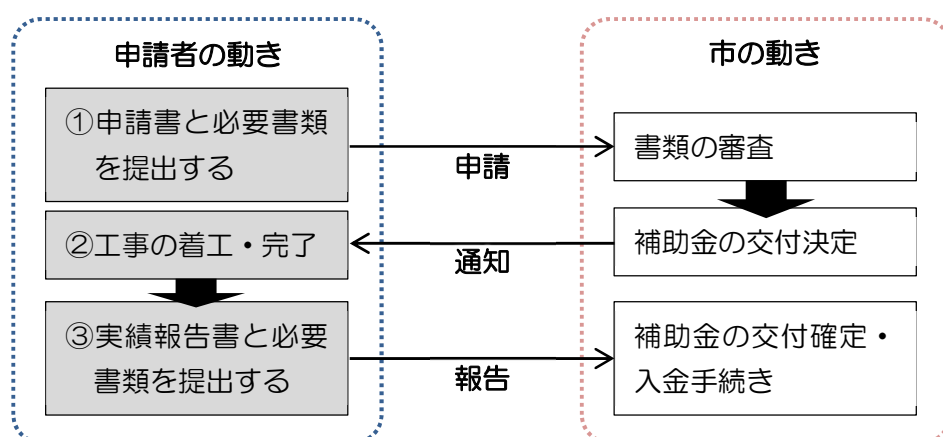 申請者の動き
①申請書と必要書類
を提出する
②工事の着工・完了
③実績報告書と必要
書類を提出する
申請
通知
報告
市の動き
書類の審査
補助金の交付決定
補助金の交付確定・
入金手続き